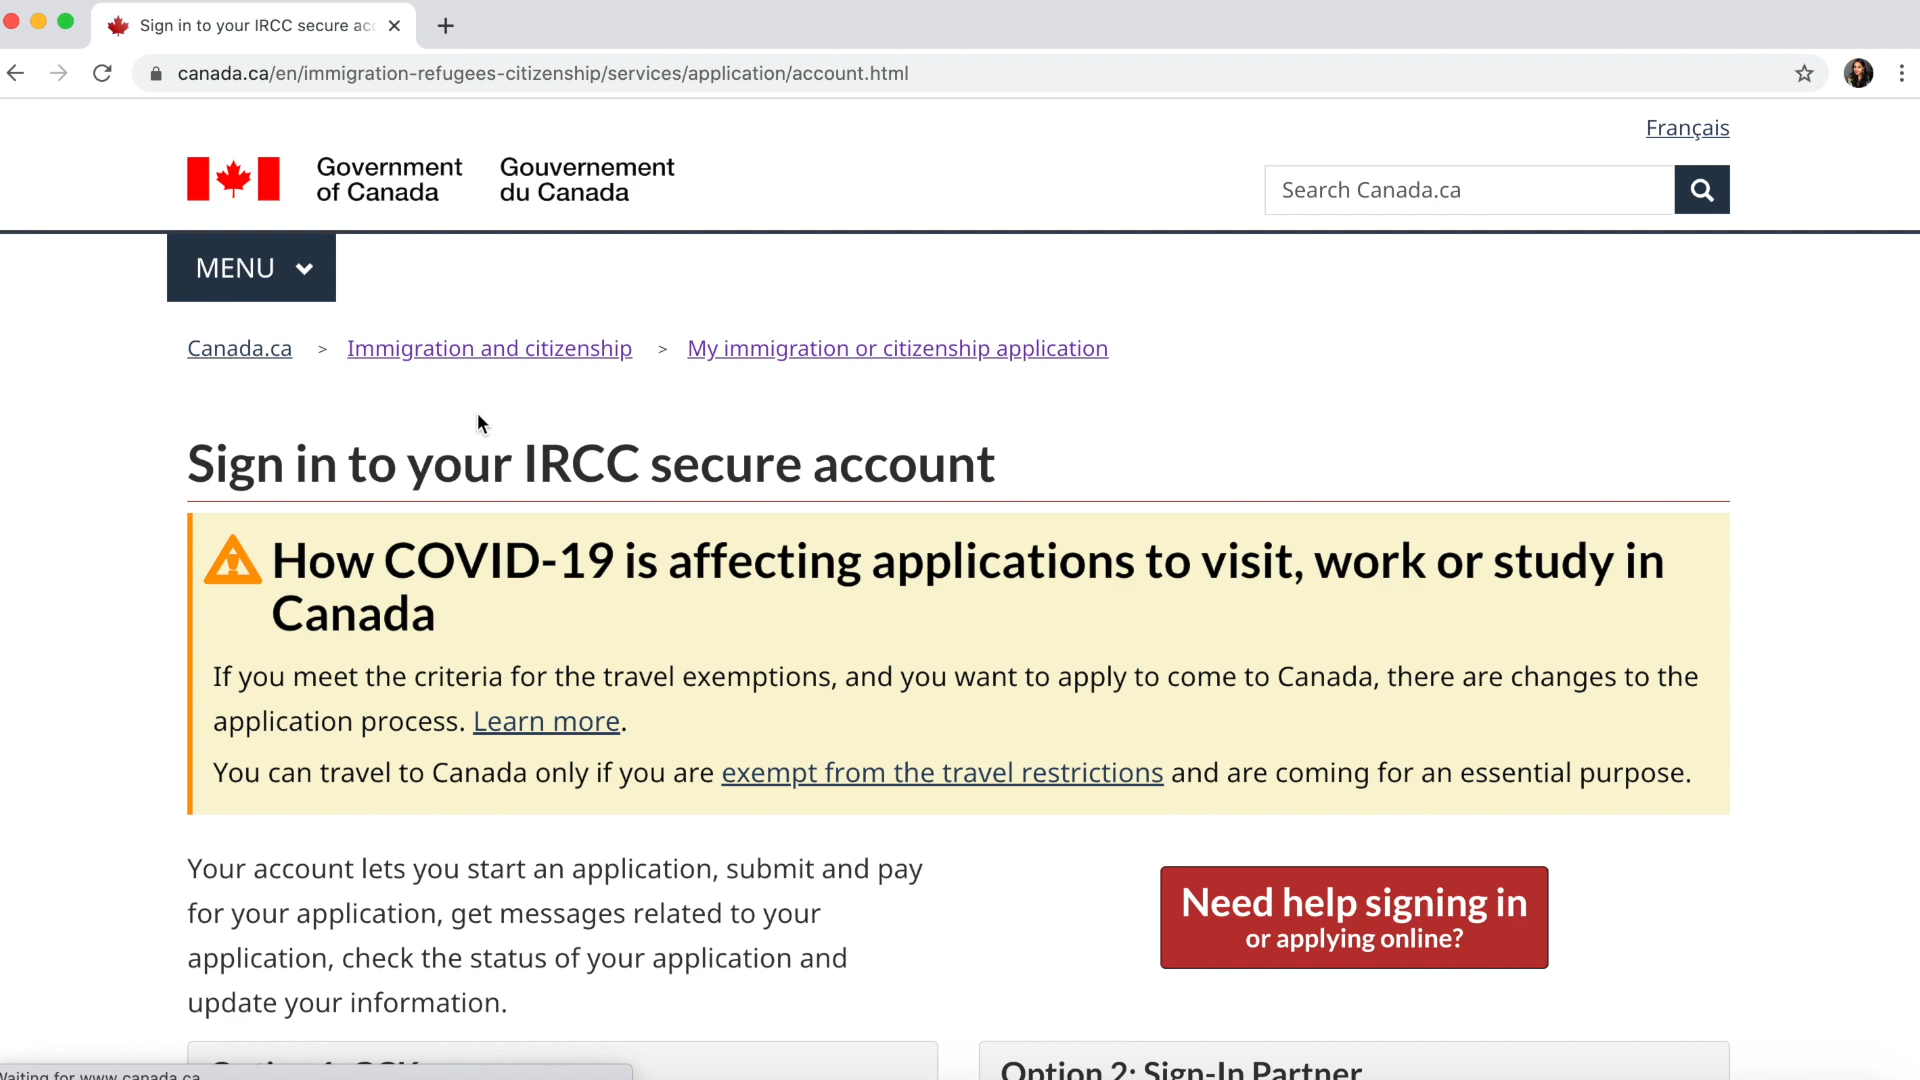 Sign in to your IRCC secure acc
canada.ca/en/immigration-refugees-citizenship/services/application/account.html
Français
Government of Canada
Gouvernement du Canada
Search Canada.ca
MENU
Canada.ca > Immigration and citizenship > My immigration or citizenship application
Sign in to your IRCC secure account
How COVID-19 is affecting applications to visit, work or study in
Canada
If you meet the criteria for the travel exemptions, and you want to apply to come to Canada, there are changes to the
application process. Learn more.
You can travel to Canada only if you are exempt from the travel restrictions and are coming for an essential purpose.
Your account lets you start an application, submit and pay
for your application, get messages related to your
application, check the status of your application and
update your information.
Need help signing in
or applying online?
Option 2: Sign-In Partner
Waiting for www.canada.ca